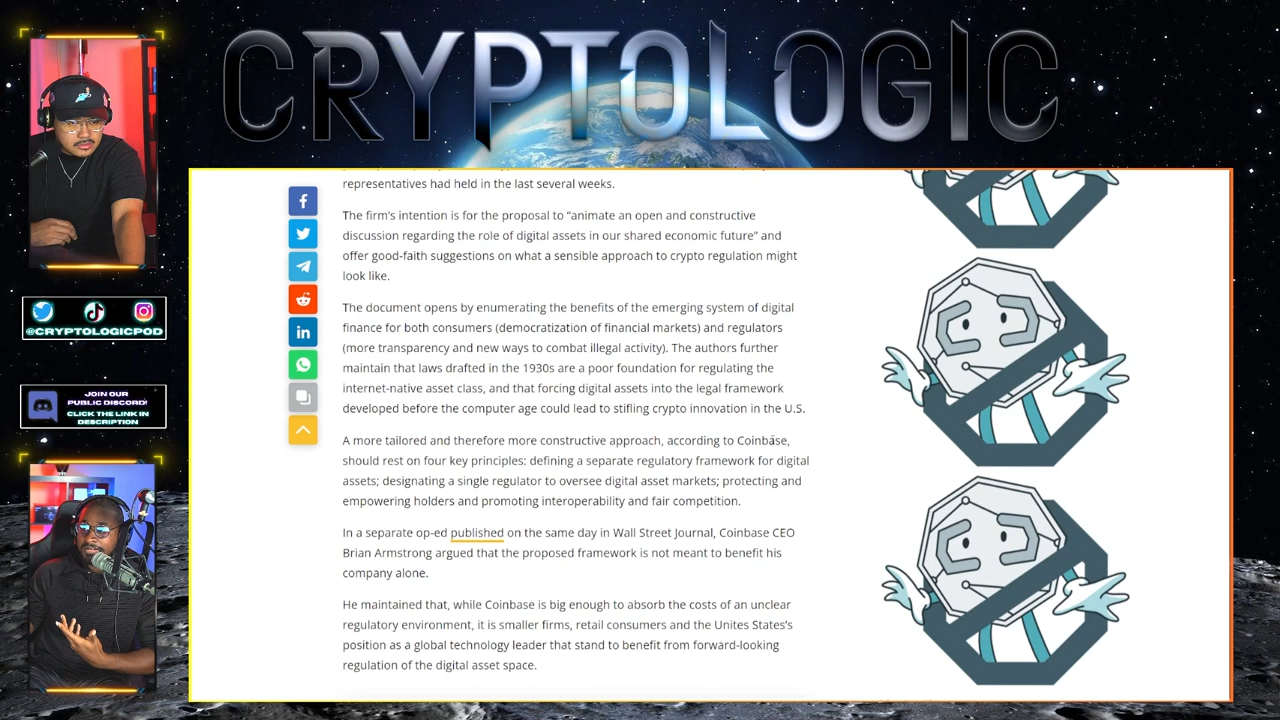 CRYPTOLOGIC
@CRYPTOLOGICPOD
JOIN OUR
PUBLIC DISCORD!
CLICK THE LINK IN
DESCRIPTION
representatives had held in the last several weeks.
The firm's intention is for the proposal to “animate an open and constructive
discussion regarding the role of digital assets in our shared economic future” and
offer good-faith suggestions on what a sensible approach to crypto regulation might
look like.
The document opens by enumerating the benefits of the emerging system of digital
finance for both consumers (democratization of financial markets) and regulators
(more transparency and new ways to combat illegal activity). The authors further
maintain that laws drafted in the 1930s are a poor foundation for regulating the
internet-native asset class, and that forcing digital assets into the legal framework
developed before the computer age could lead to stifling crypto innovation in the U.S.
A more tailored and therefore more constructive approach, according to Coinbase,
should rest on four key principles: defining a separate regulatory framework for digital
assets; designating a single regulator to oversee digital asset markets; protecting and
empowering holders and promoting interoperability and fair competition.
In a separate op-ed published on the same day in Wall Street Journal, Coinbase CEO
Brian Armstrong argued that the proposed framework is not meant to benefit his
company alone.
He maintained that, while Coinbase is big enough to absorb the costs of an unclear
regulatory environment, it is smaller firms, retail consumers and the Unites States’s
position as a global technology leader that stand to benefit from forward-looking
regulation of the digital asset space.